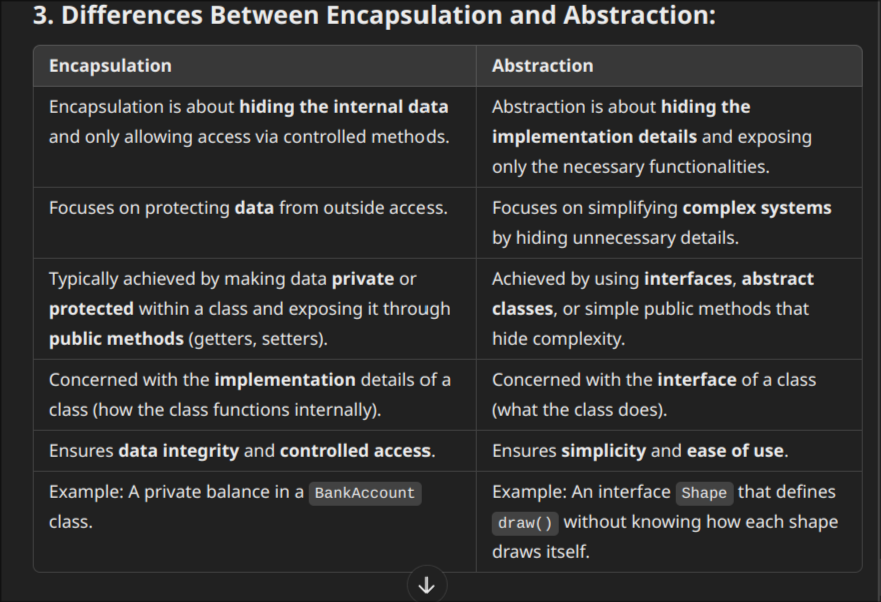 3. Differences Between Encapsulation and Abstraction:
Encapsulation
Abstraction
Encapsulation is about hiding the internal data
and only allowing access via controlled methods.
Abstraction is about hiding the
implementation details and exposing
only the necessary functionalities.
Focuses on protecting data from outside access.
Focuses on simplifying complex systems
by hiding unnecessary details.
Typically achieved by making data private or
protected within a class and exposing it through
public methods (getters, setters).
Achieved by using interfaces, abstract
classes, or simple public methods that
hide complexity.
Concerned with the implementation details of a
class (how the class functions internally).
Concerned with the interface of a class
(what the class does).
Ensures data integrity and controlled access.
Ensures simplicity and ease of use.
Example: A private balance in a BankAccount
class.
Example: An interface Shape that defines
draw() without knowing how each shape
draws itself.